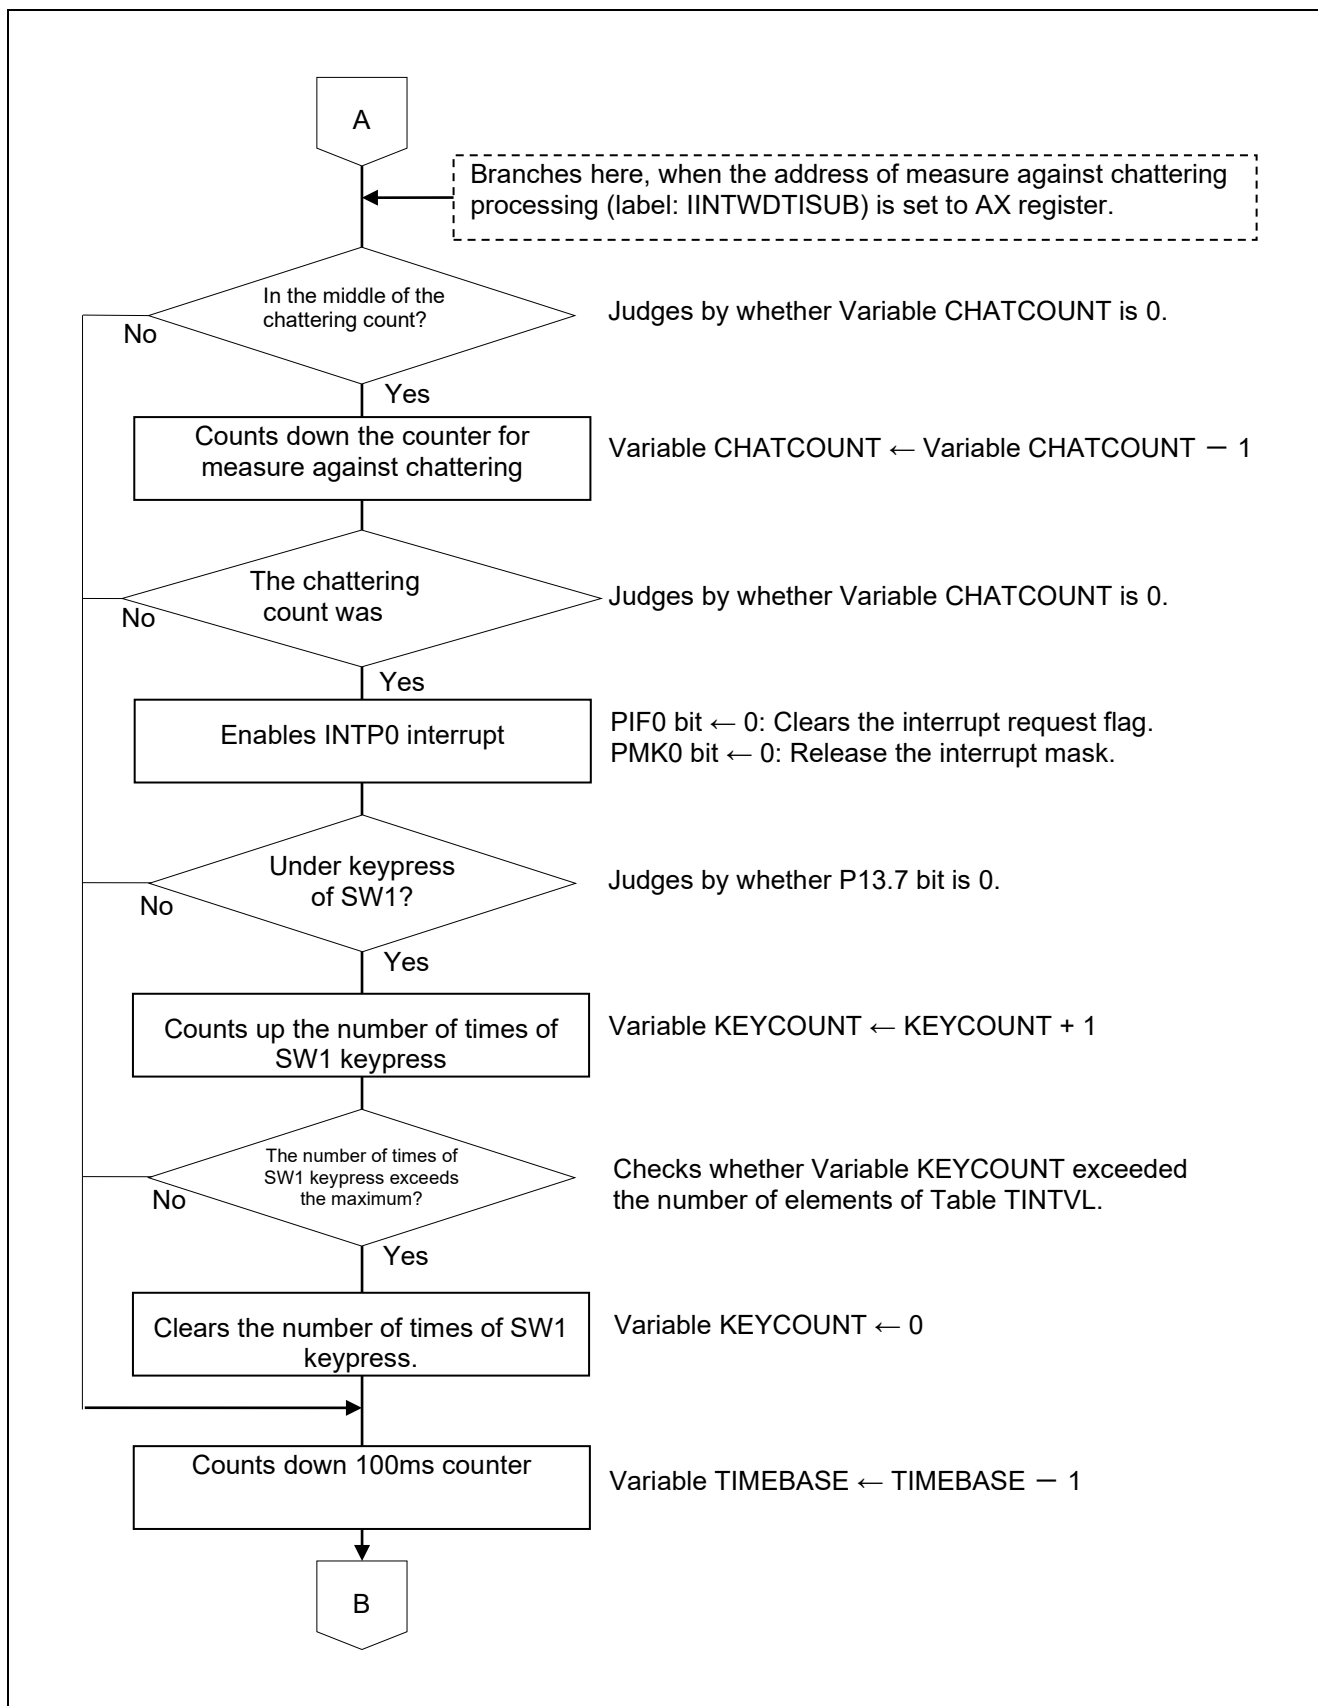 A
Branches here, when the address of measure against chattering
processing (label: IINTWDTISUB) is set to AX register.
In the middle of the
chattering count?
Judges by whether Variable CHATCOUNT is 0.
No
Yes
Counts down the counter for
measure against chattering
Variable CHATCOUNT ← Variable CHATCOUNT － 1
The chattering
count was
Judges by whether Variable CHATCOUNT is 0.
No
Yes
Enables INTP0 interrupt
PIF0 bit ← 0: Clears the interrupt request flag.
PMK0 bit ← 0: Release the interrupt mask.
Under keypress
of SW1?
Judges by whether P13.7 bit is 0.
No
Yes
Counts up the number of times of
SW1 keypress
Variable KEYCOUNT ← KEYCOUNT + 1
The number of times of
SW1 keypress exceeds
the maximum?
Checks whether Variable KEYCOUNT exceeded
the number of elements of Table TINTVL.
No
Yes
Clears the number of times of SW1
keypress.
Variable KEYCOUNT ← 0
Counts down 100ms counter
Variable TIMEBASE ← TIMEBASE － 1
B